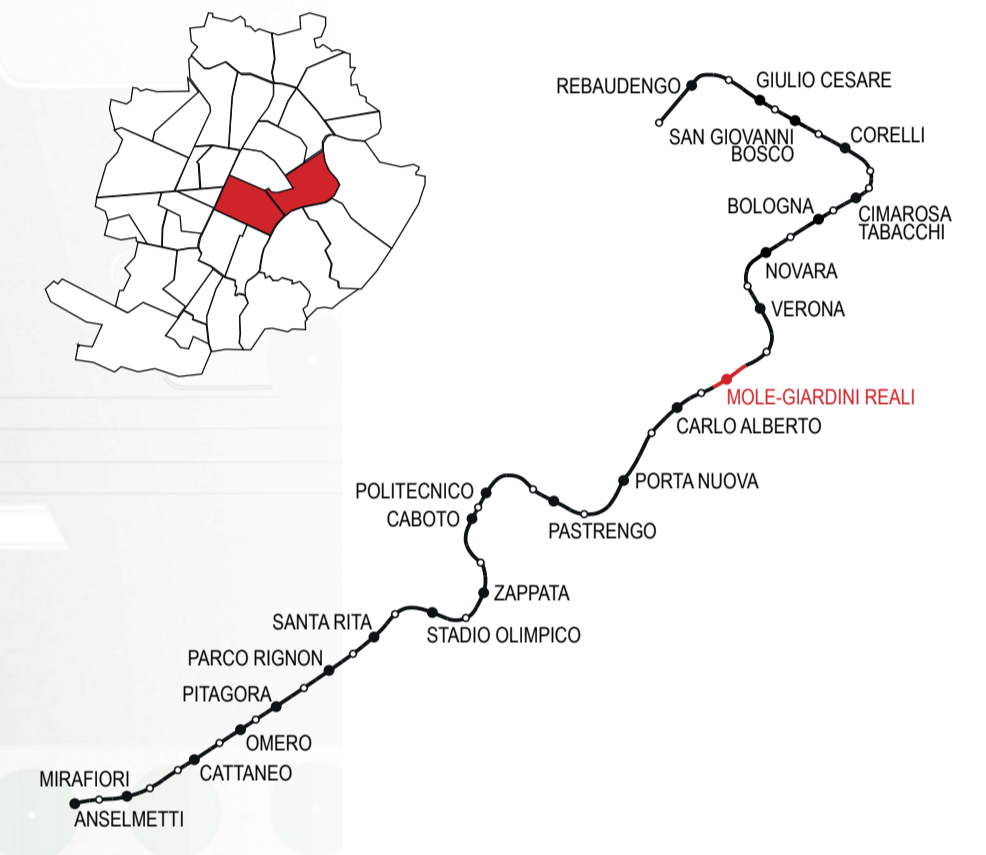 REBAUDENGO
GIULIO CESARE
SAN GIOVANNI
BOSCO
CORELLI
BOLOGNA
CIMAROSA
TABACCHI
NOVARA
VERONA
MOLE-GIARDINI REALI
CARLO ALBERTO
PORTA NUOVA
POLITECNICO
CABOTO
PASTRENGO
ZAPPATA
SANTA RITA
STADIO OLIMPICO
PARCO RIGNON
PITAGORA
OMERO
CATTANEO
MIRAFIORI
ANSELMETTI